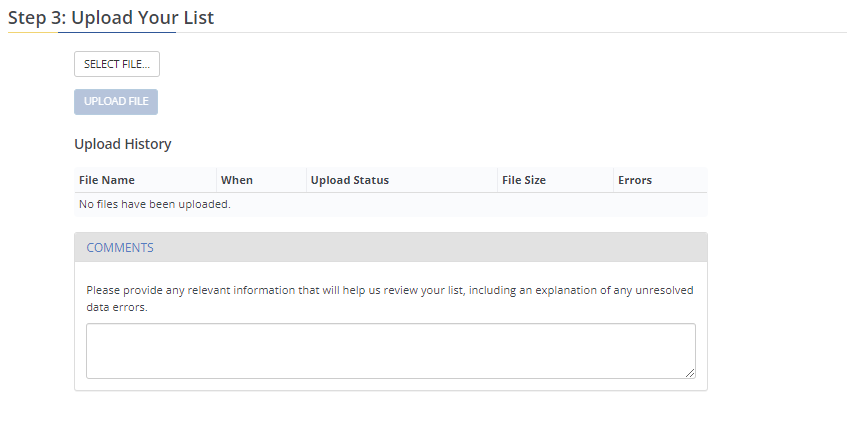 Step 3: Upload Your List
SELECT FILE...
UPLOAD FILE
Upload History
File Name When Upload Status File Size Errors
No files have been uploaded.
COMMENTS
Please provide any relevant information that will help us review your list, including an explanation of any unresolved
data errors.